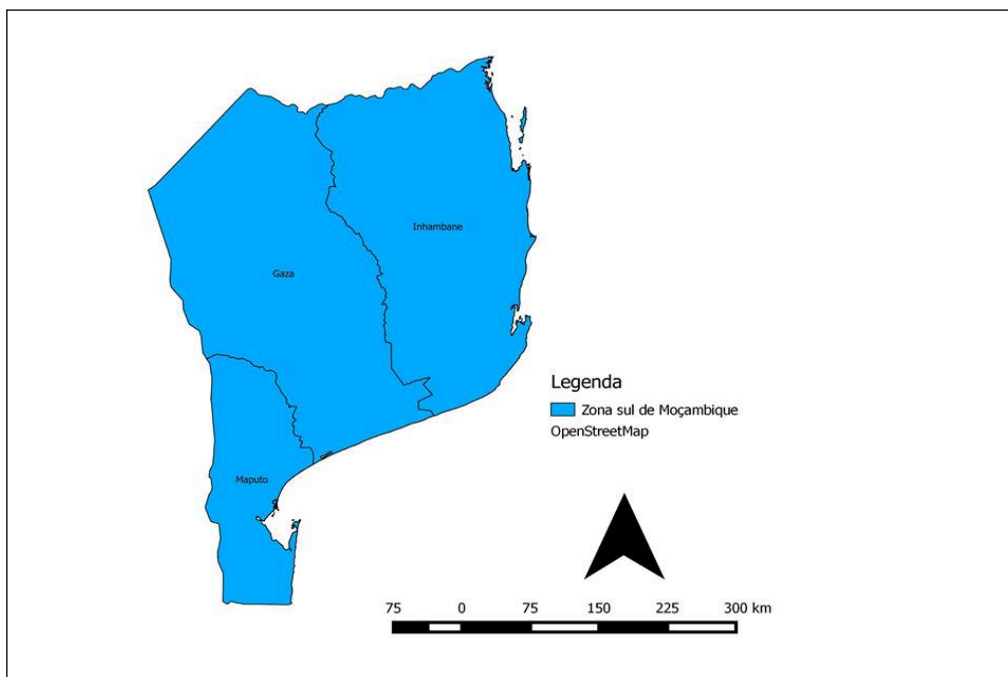 Inhambane
Gaza
Legenda
Zona sul de Moçambique
OpenStreetMap
Maputo
75 0 75 150 225 300 km